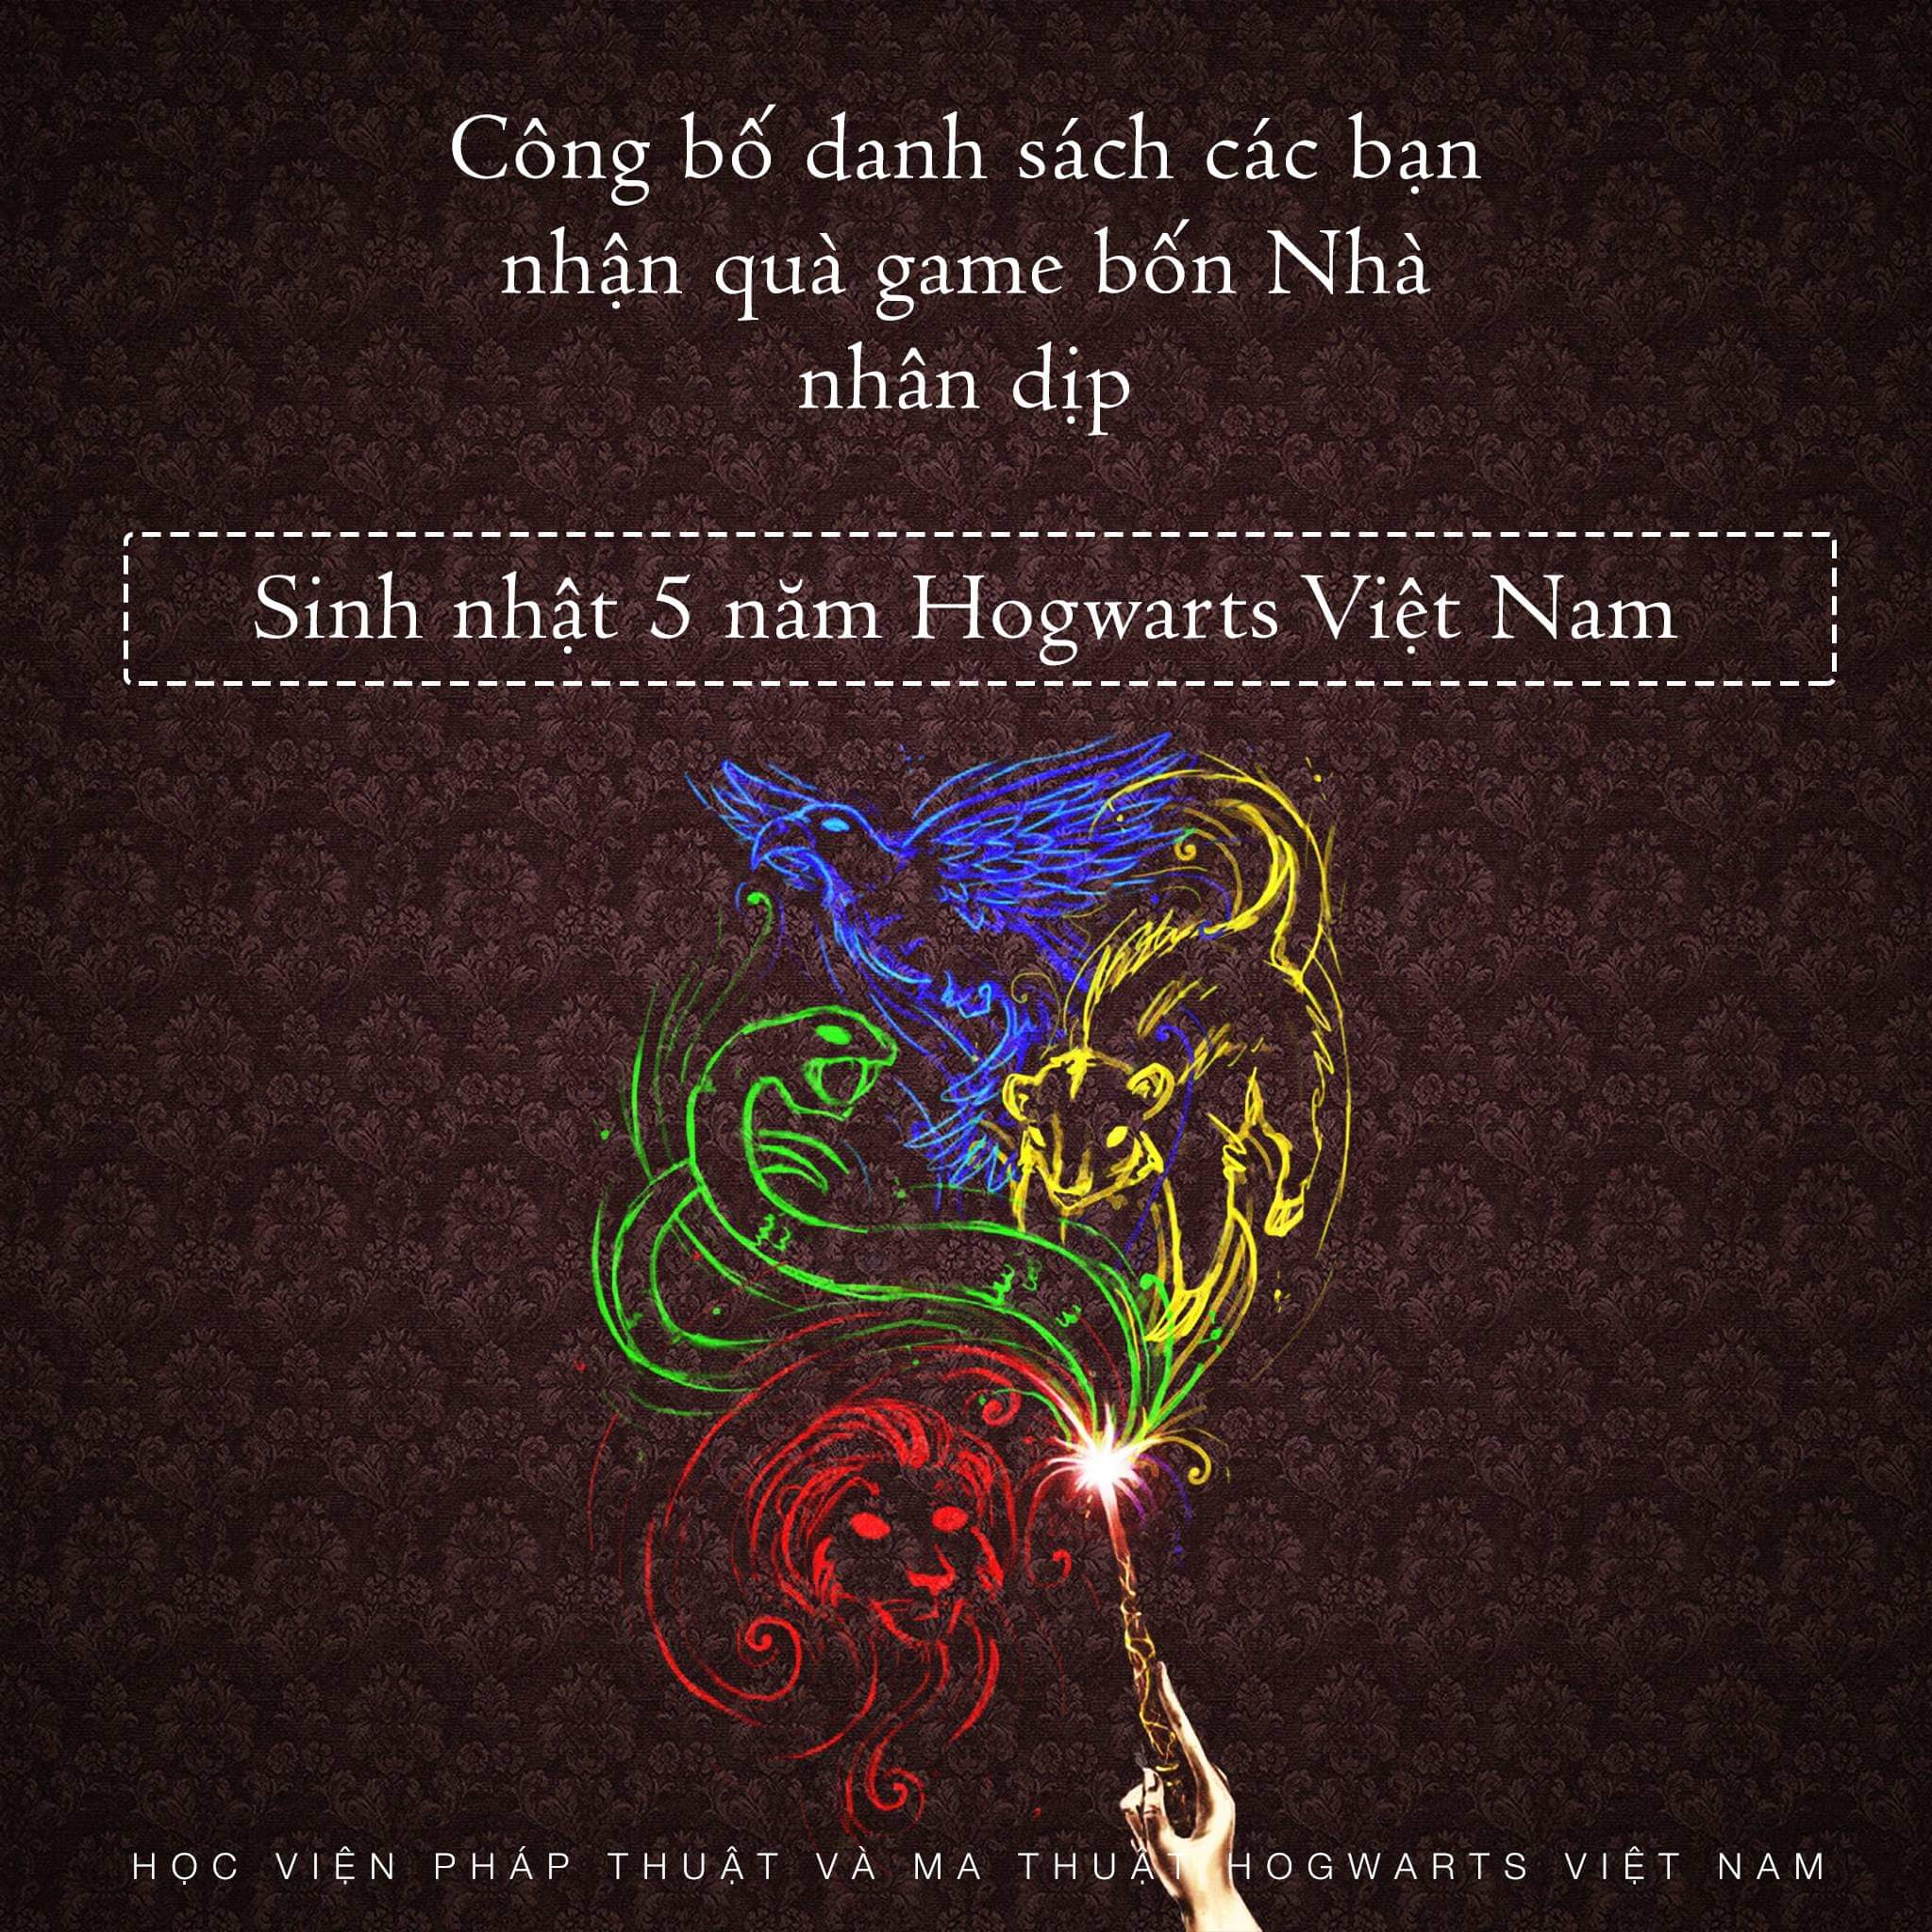 Công bố danh sách các bạn
nhận quà game bốn Nhà
nhân dịp
Sinh nhật 5 năm Hogwarts Việt Nam
HỌC VIỆN PHÁP THUẬT VÀ MA THUẬT HOGWARTS VIỆT NAM